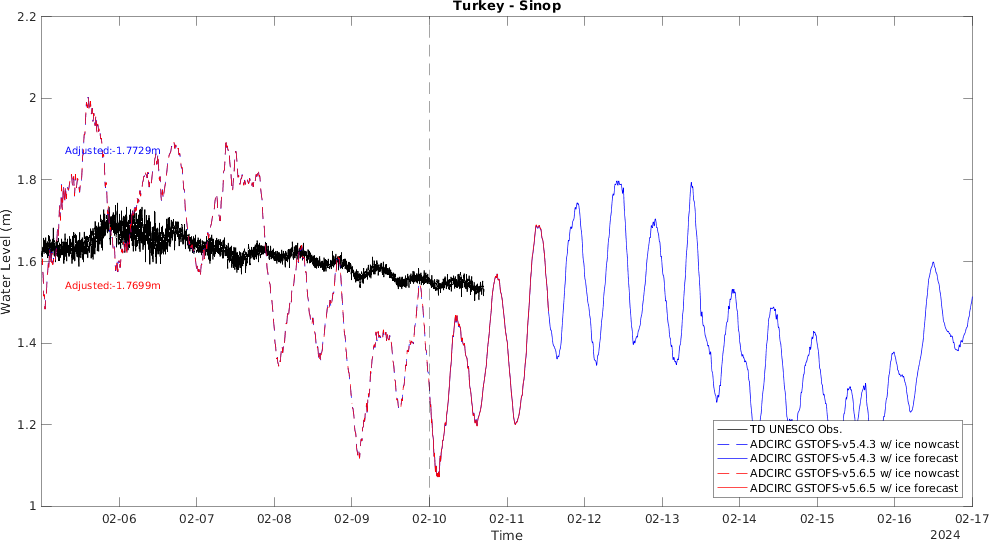 Turkey - Sinop
2.2
2
1.8
1.6
1.4
1.2
1
Water Level (m)
Adjusted:-1.7729m
Adjusted:-1.7699m
TD UNESCO Obs.
ADCIRC GSTOFS-v5.4.3 w/ ice nowcast
ADCIRC GSTOFS-v5.4.3 w/ ice forecast
ADCIRC GSTOFS-v5.6.5 w/ ice nowcast
ADCIRC GSTOFS-v5.6.5 w/ ice forecast
02-06 02-07 02-08 02-09 02-10 02-11 02-12 02-13 02-14 02-15 02-16 02-17
Time
2024